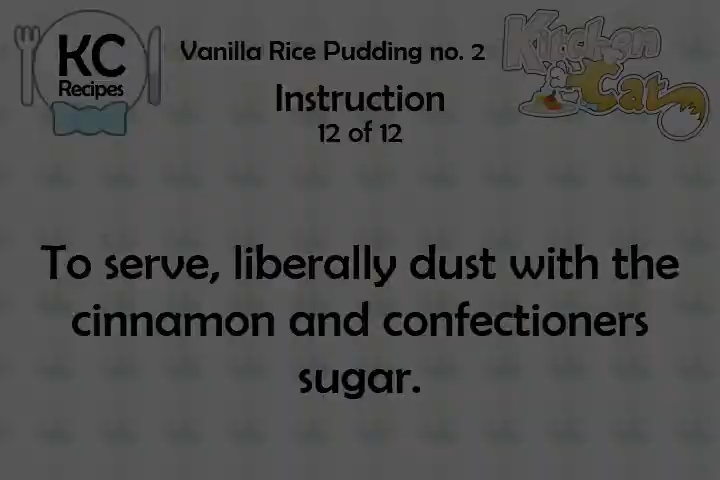 KC
Recipes
Vanilla Rice Pudding no. 2
Kitchen
Cat
Instruction
12 of 12
To serve, liberally dust with the
cinnamon and confectioners
sugar.